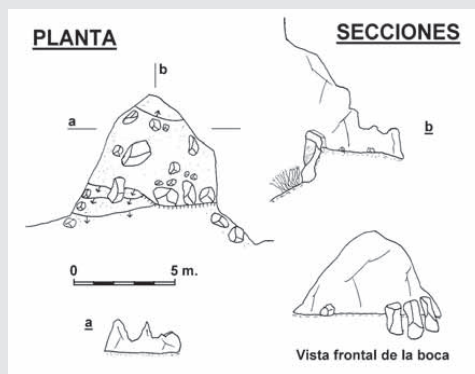 PLANTA
SECCIONES
b
a
b
0 5 m.
a
Vista frontal de la boca